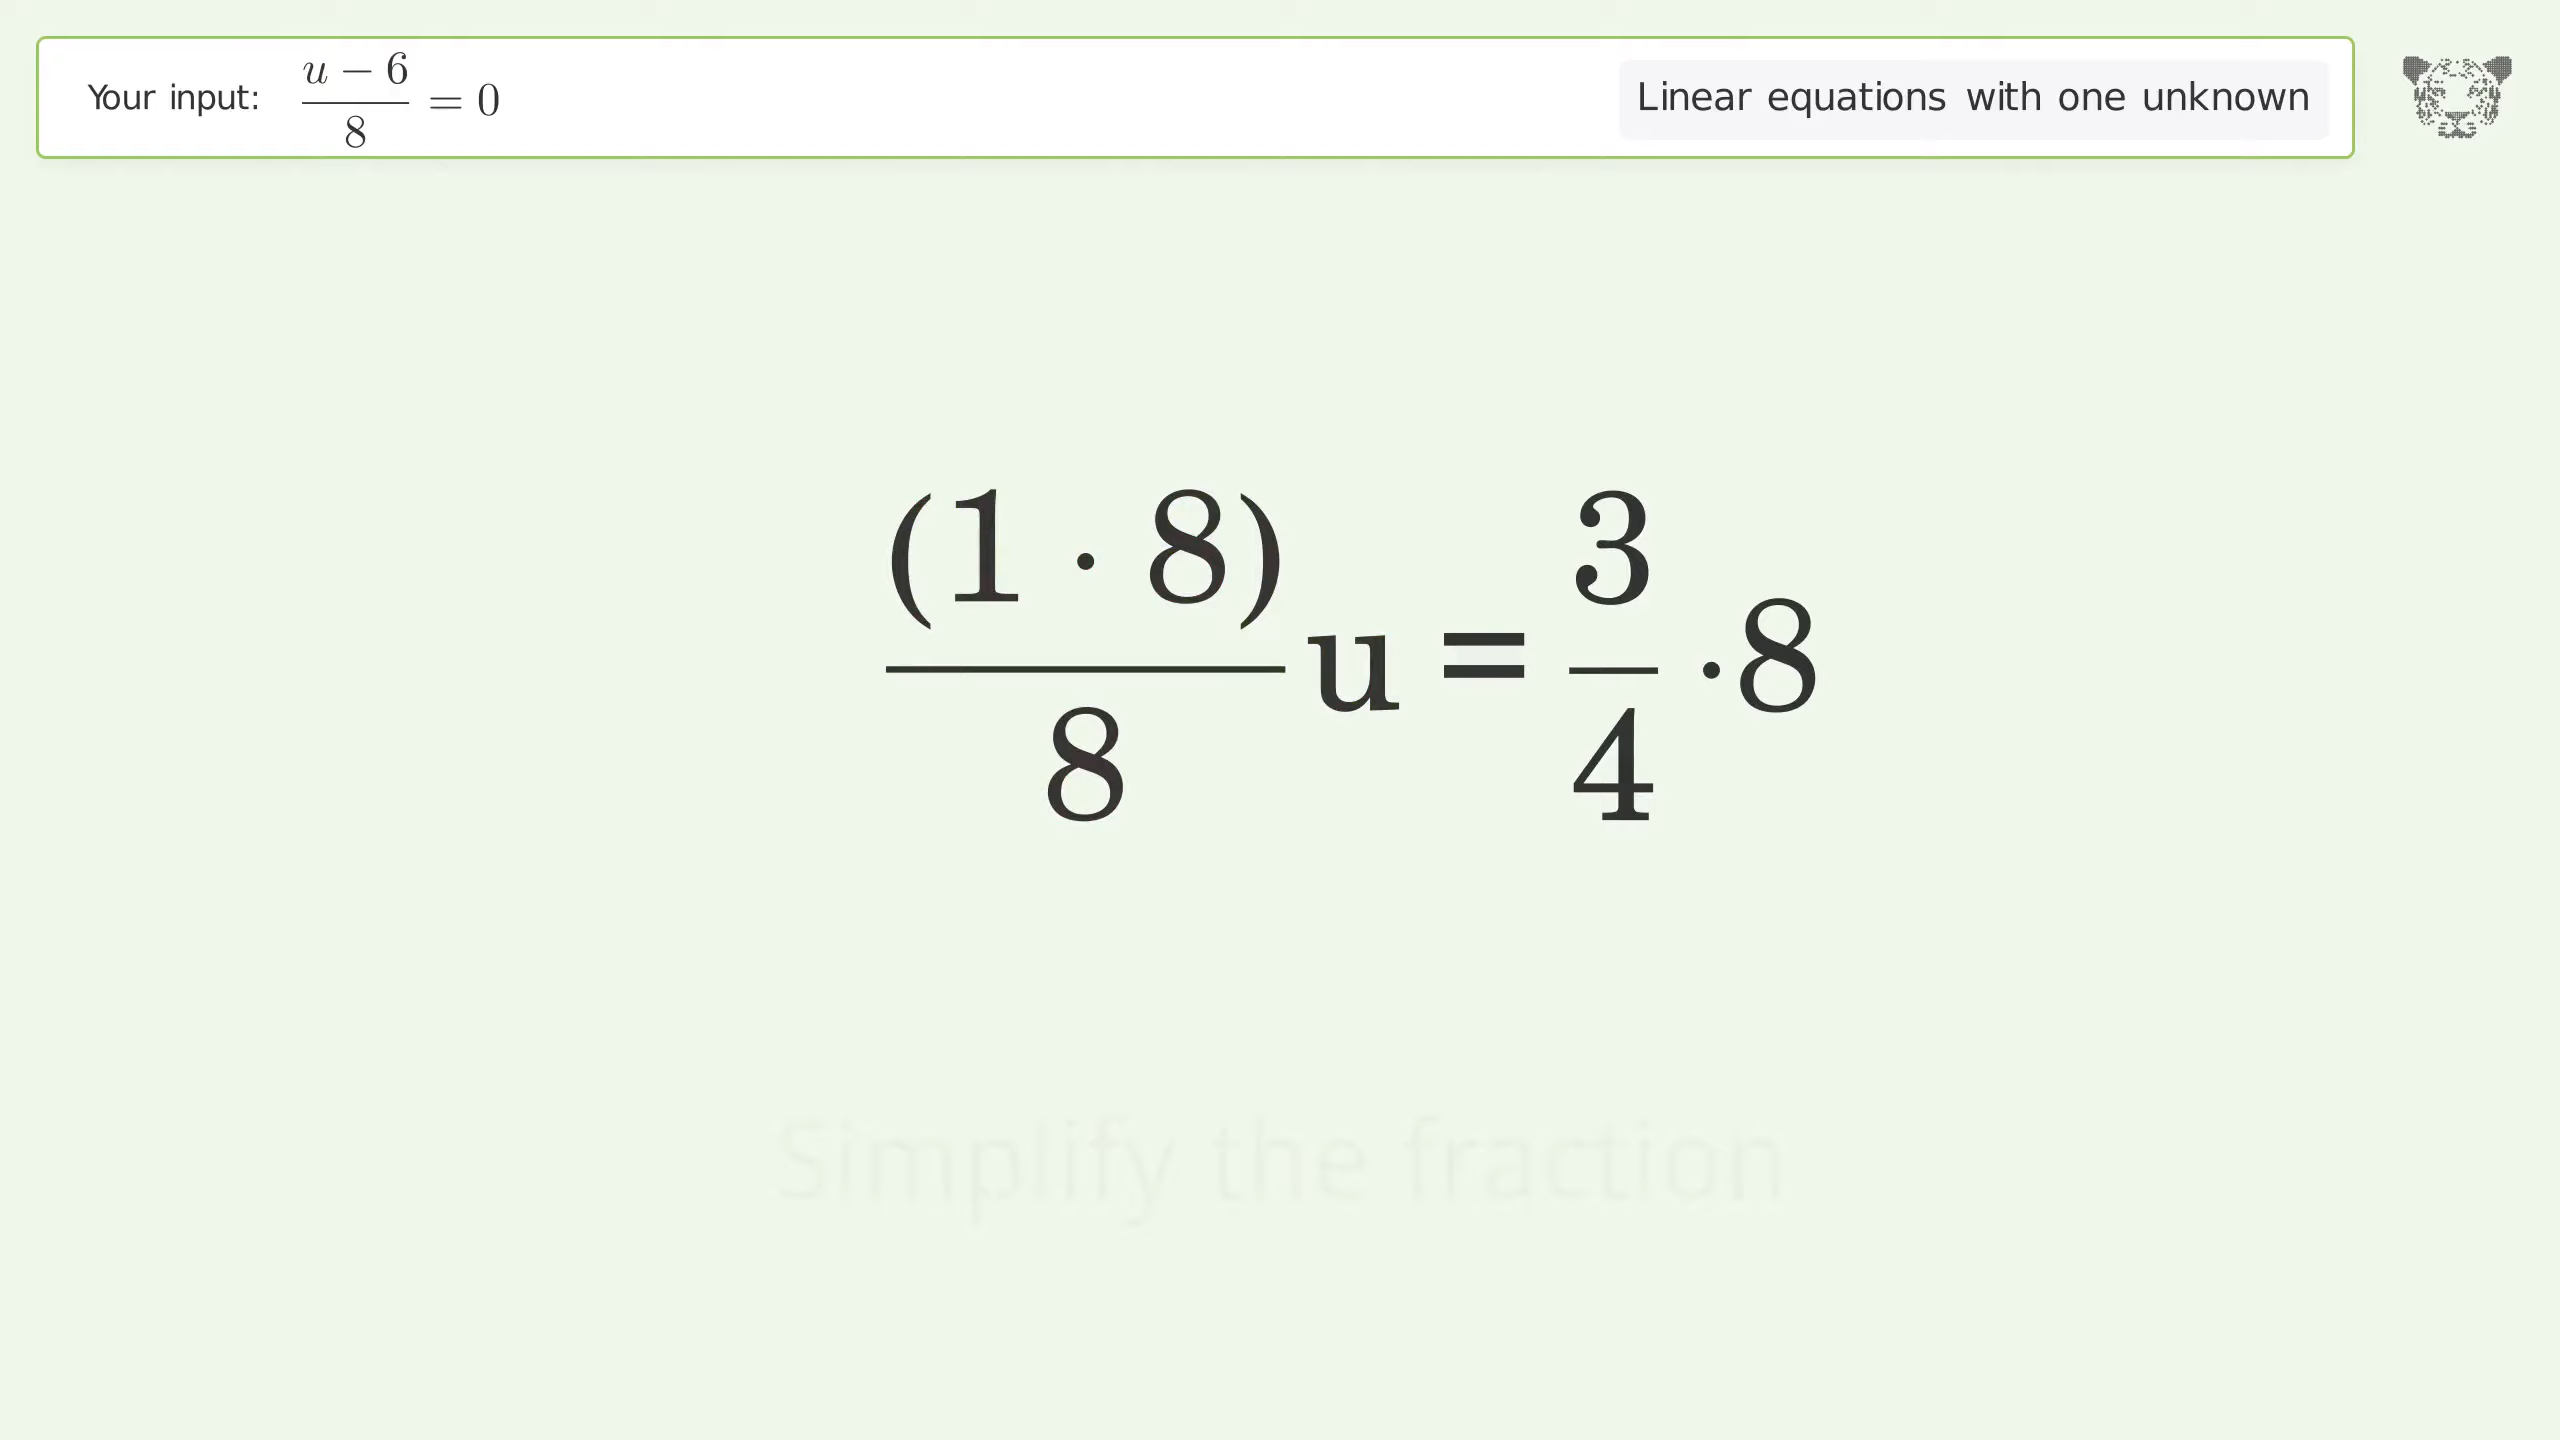 Your input: (u − 6)/8 = 0
Linear equations with one unknown
(1 · 8)/8 u = 3/4 · 8
Simplify the fraction